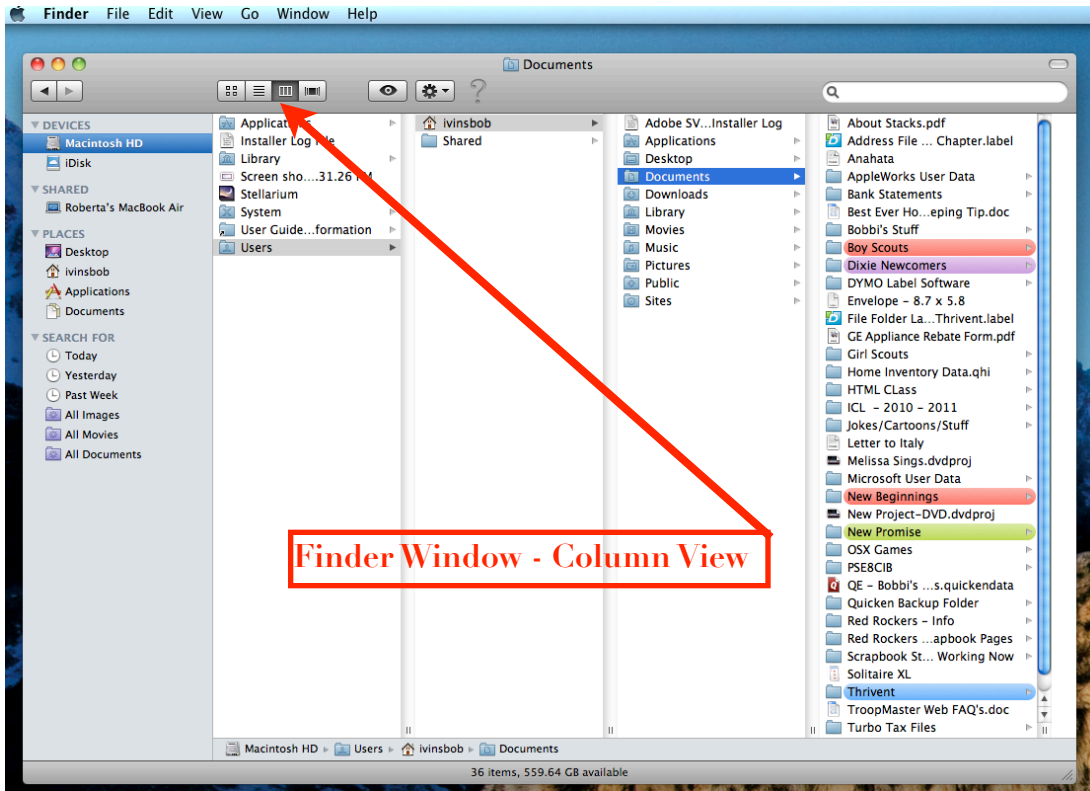 Finder File Edit View Go Window Help
Documents
DEVICES
Macintosh HD
iDisk
SHARED
Roberta's MacBook Air
PLACES
Desktop
ivinsbob
Applications
Documents
SEARCH FOR
Today
Yesterday
Past Week
All Images
All Movies
All Documents
Installer Log File
Library
Screen sho....31.26 PM
Stellarium
System
User Guide...formation
Users
ivinsbob
Shared
Adobe SV...Installer Log
Applications
Desktop
Documents
Downloads
Library
Movies
Music
Pictures
Public
Sites
About Stacks.pdf
Address File ... Chapter.label
Anahata
AppleWorks User Data
Bank Statements
Best Ever Ho...eping Tip.doc
Bobbi's Stuff
Boy Scouts
Dixie Newcomers
DYMO Label Software
Envelope – 8.7 x 5.8
File Folder La...Thrivent.label
GE Appliance Rebate Form.pdf
Girl Scouts
Home Inventory Data.qhi
HTML CLass
ICL – 2010 – 2011
Jokes/Cartoons/Stuff
Letter to Italy
Melissa Sings.dvdproj
Microsoft User Data
New Beginnings
New Project-DVD.dvdproj
New Promise
OSX Games
PSE8CIB
QE – Bobbi's ...s.quickendata
Quicken Backup Folder
Red Rockers – Info
Red Rockers ...apbook Pages
Scrapbook St... Working Now
Solitaire XL
Thrivent
TroopMaster Web FAQ's.doc
Turbo Tax Files
Finder Window - Column View
Macintosh HD ▸ Users ▸ ivinsbob ▸ Documents
36 items, 559.64 GB available